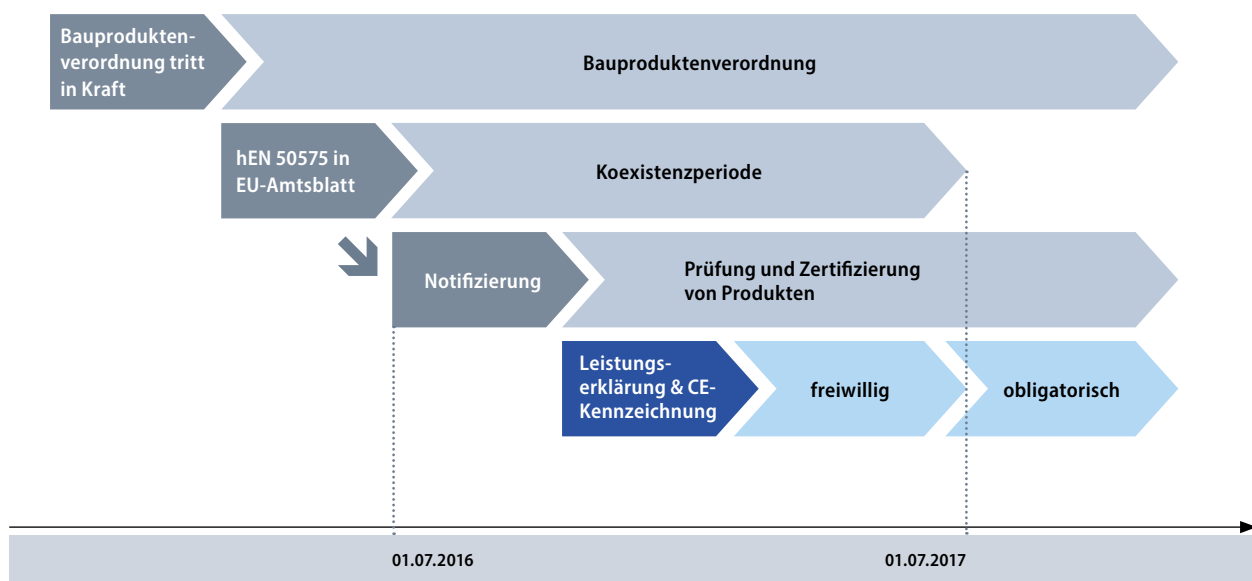 Bauprodukten-
verordnung tritt
in Kraft
Bauproduktenverordnung
hEN 50575 in
EU-Amtsblatt
Koexistenzperiode
Notifizierung
Prüfung und Zertifizierung
von Produkten
Leistungs-
erklärung & CE-
Kennzeichnung
freiwillig
obligatorisch
01.07.2016
01.07.2017